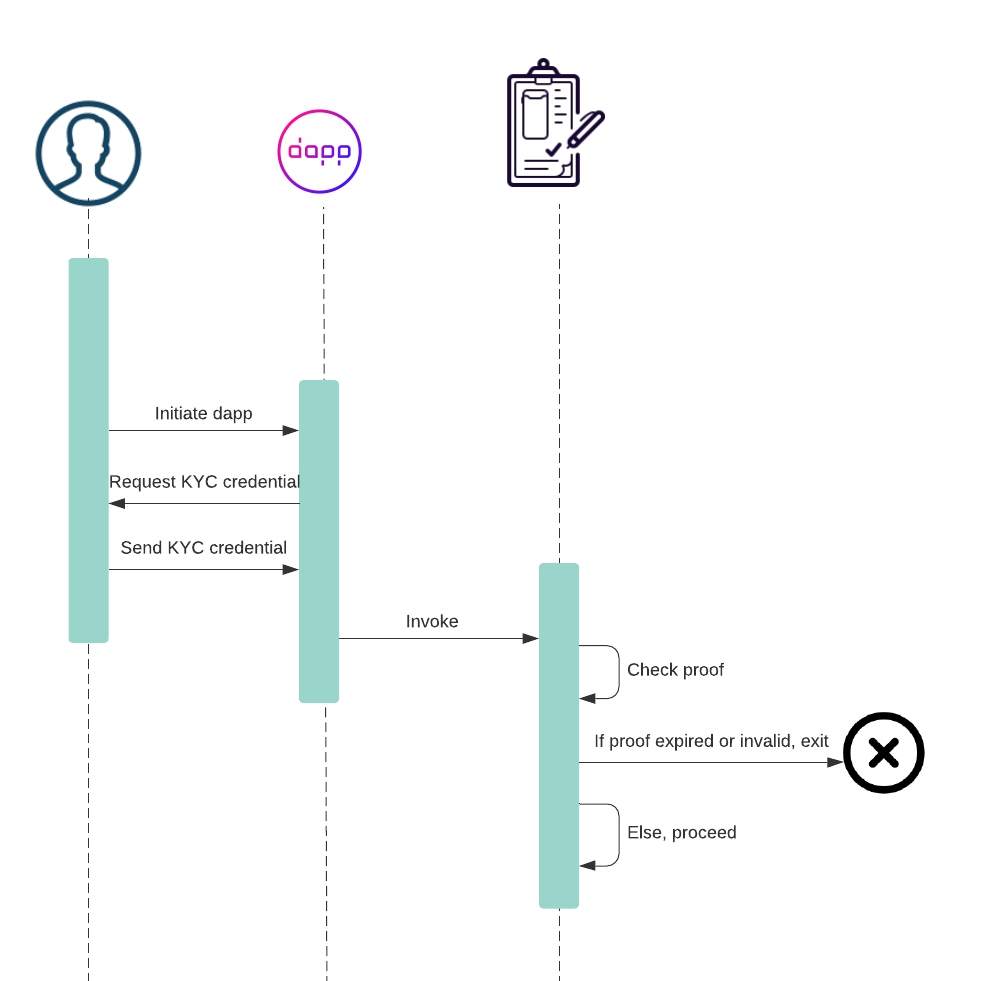 dapp
Initiate dapp
Request KYC credential
Send KYC credential
Invoke
Check proof
If proof expired or invalid, exit
Else, proceed